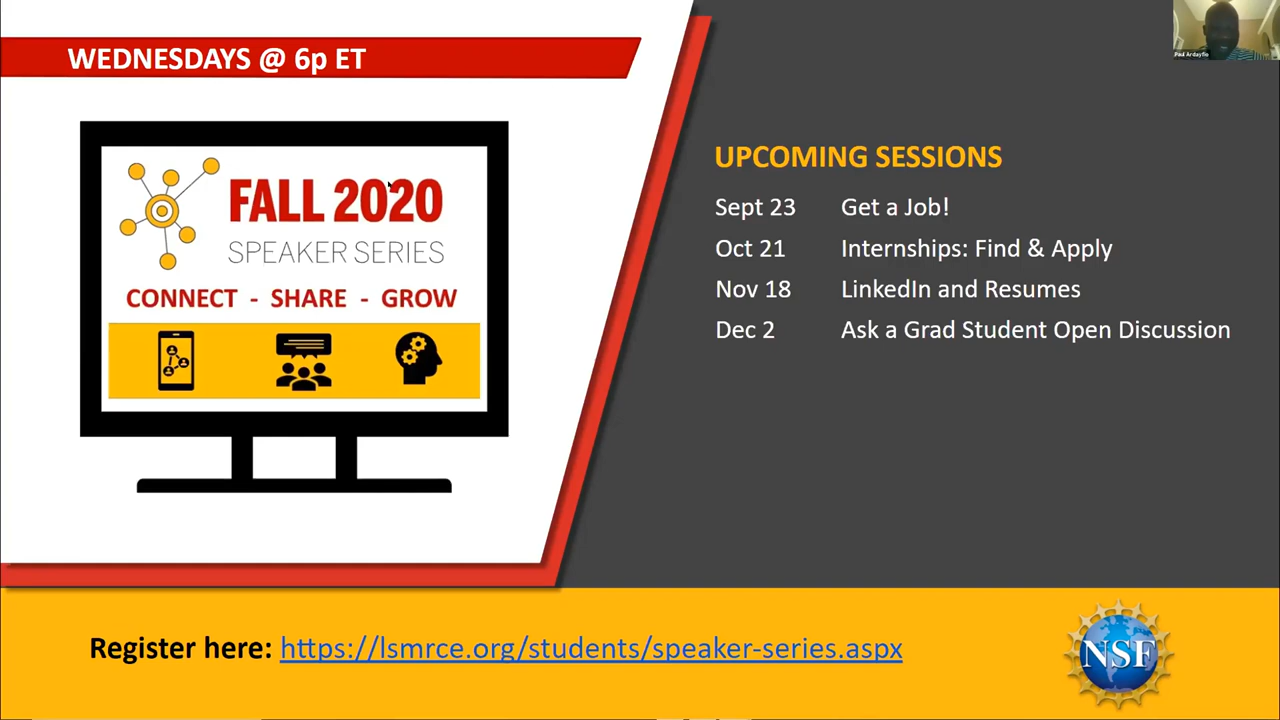 WEDNESDAYS @ 6p ET
FALL 2020
SPEAKER SERIES
CONNECT - SHARE - GROW
UPCOMING SESSIONS
Sept 23 Get a Job!
Oct 21 Internships: Find & Apply
Nov 18 LinkedIn and Resumes
Dec 2 Ask a Grad Student Open Discussion
Register here: https://lsmrce.org/students/speaker-series.aspx
NSF
Paul Ardayfio